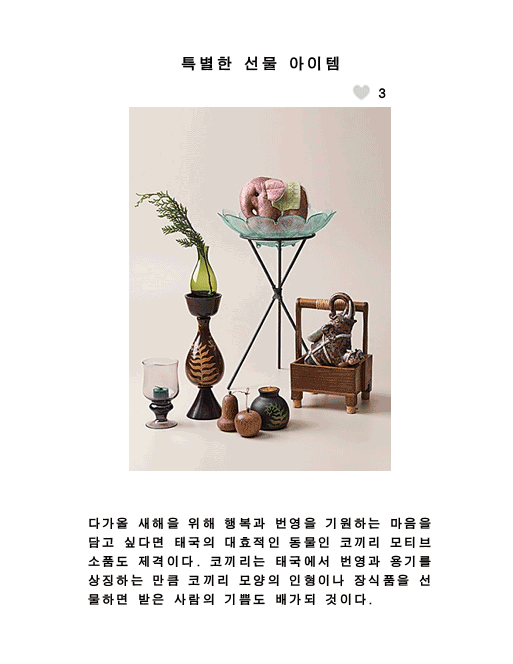 특별한 선물 아이템
3
다가올 새해을 위해 행복과 번영을 기원하는 마음을
담고 싶다면 태국의 대효적인 동물인 코끼리 모티브
소품도 제격이다. 코끼리는 태국에서 번영과 용기를
상징하는 만큼 코끼리 모양의 인형이나 장식품을 선
물하면 받은 사람의 기쁨도 배가되 것이다.